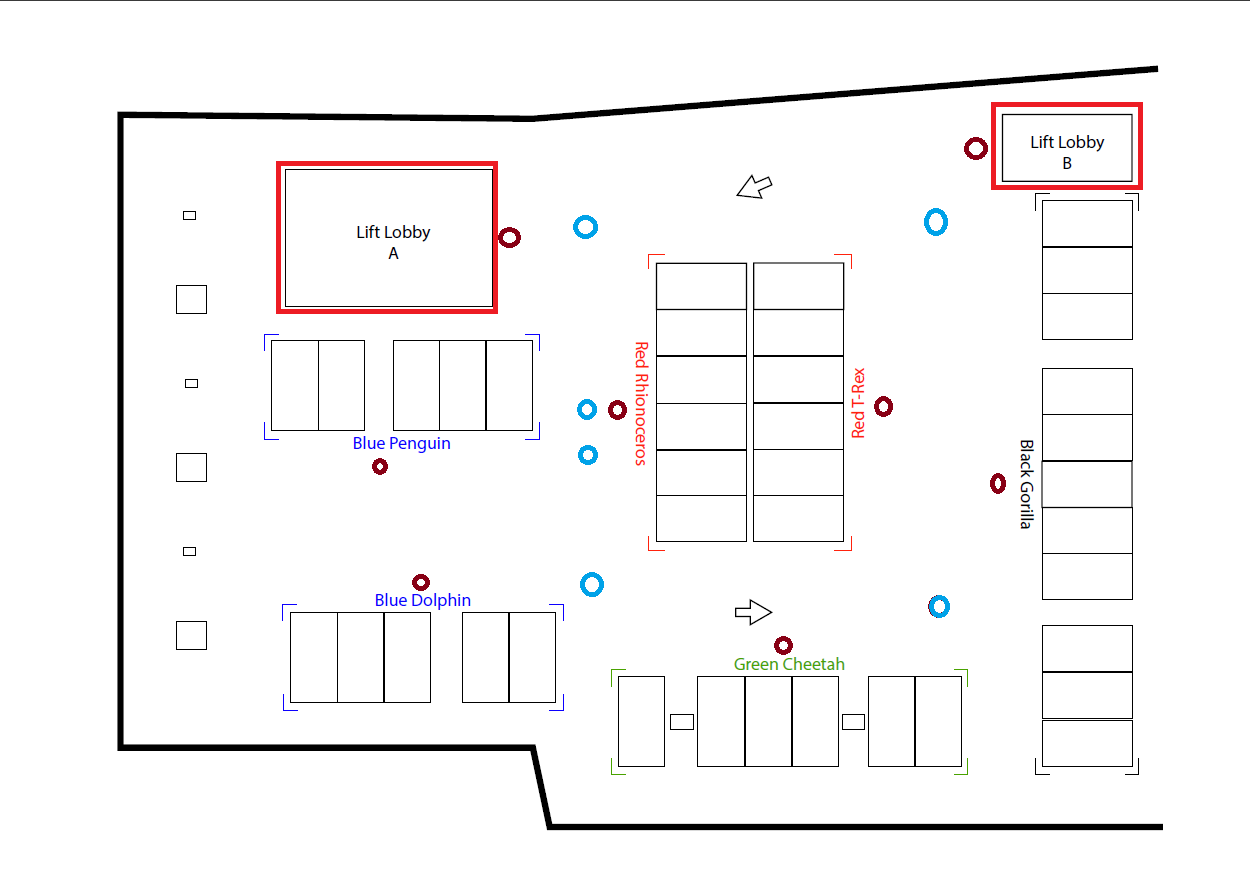 Lift Lobby
B
Lift Lobby
A
Red Rhionoceros
Red T-Rex
Blue Penguin
Black Gorilla
Blue Dolphin
Green Cheetah